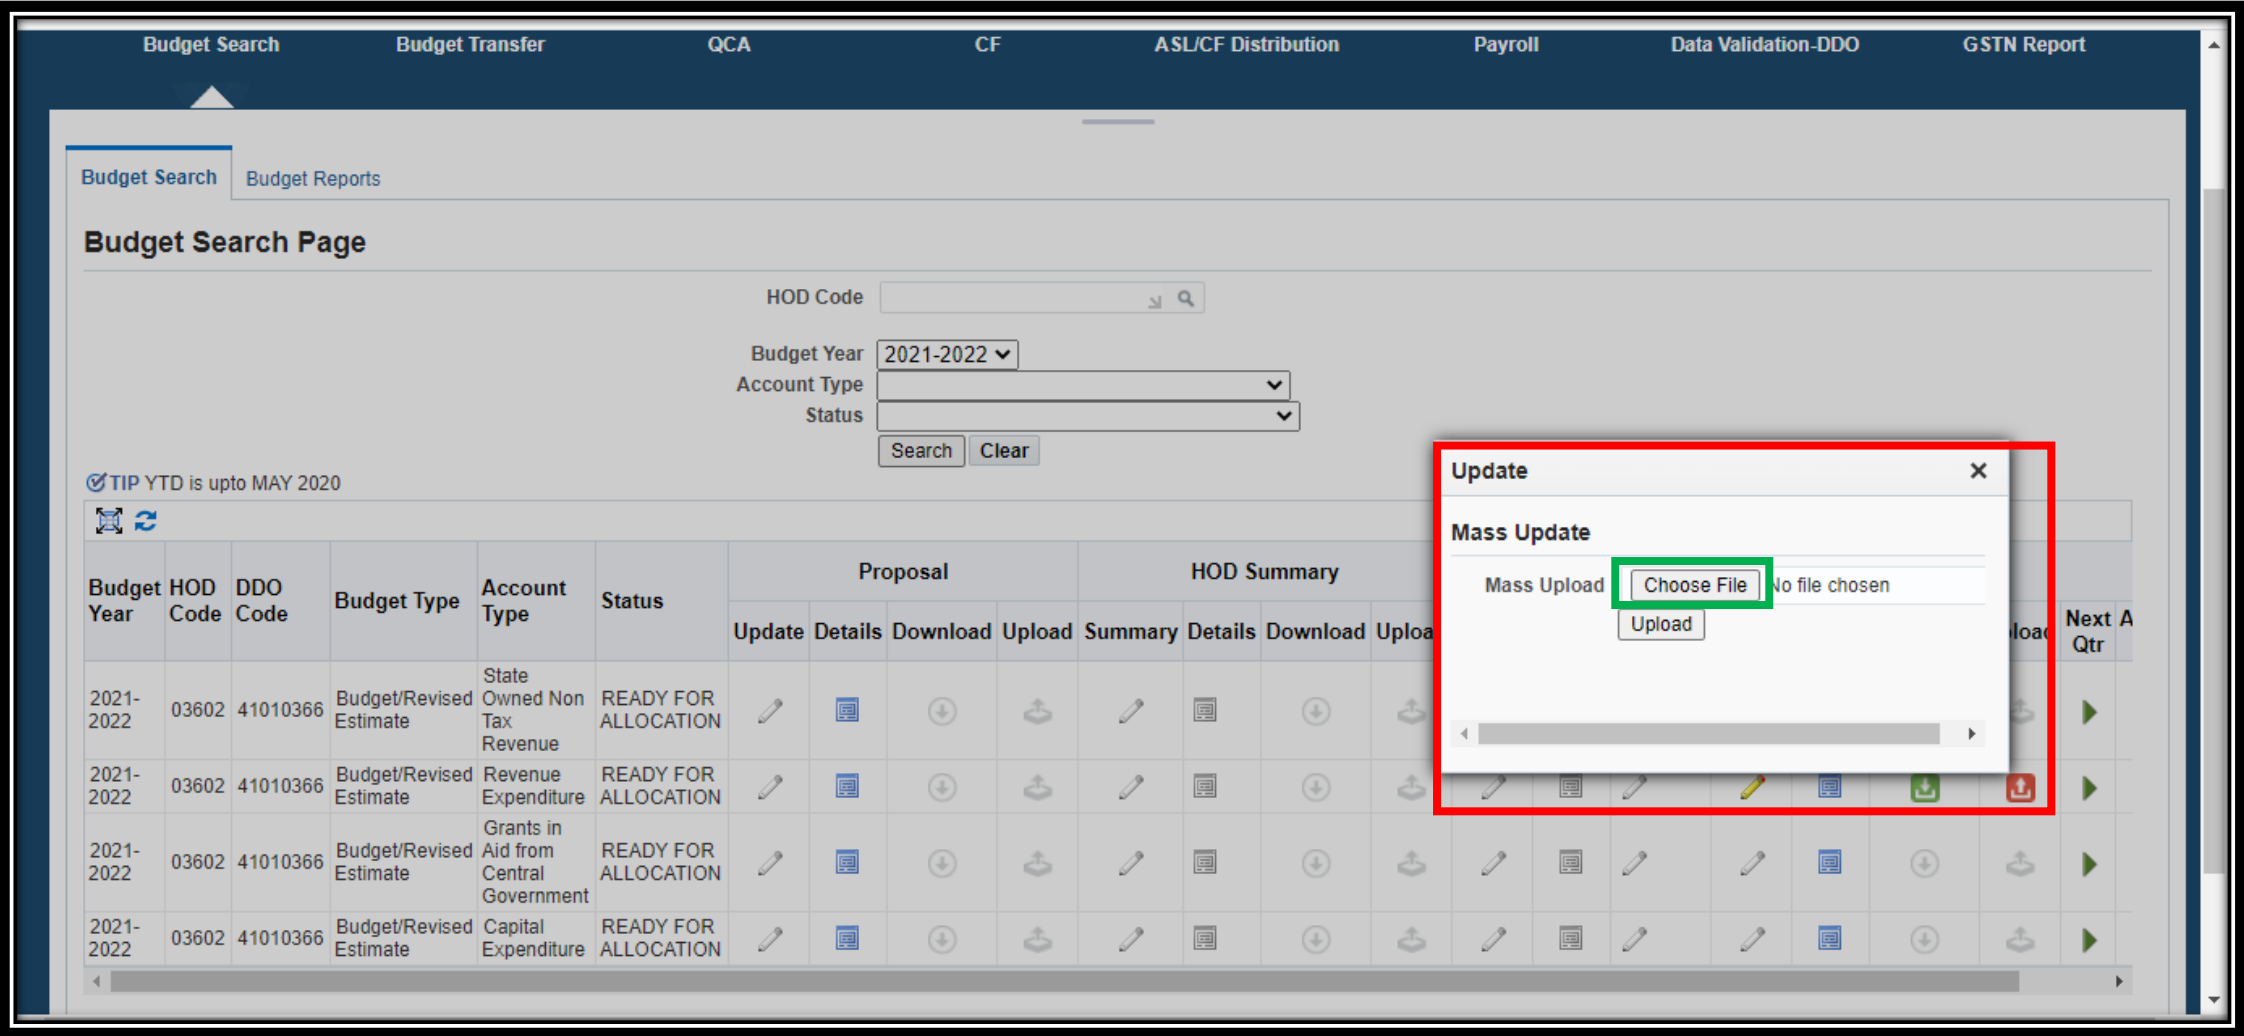 Budget Search Budget Transfer QCA CF ASL/CF Distribution Payroll Data Validation-DDO GSTN Report
Budget Search Budget Reports
Budget Search Page
HOD Code
Budget Year 2021-2022
Account Type
Status
Search Clear
TIP YTD is upto MAY 2020
Update
Mass Update
Mass Upload Choose File No file chosen
Upload
Proposal HOD Summary
Budget Year HOD Code DDO Code Budget Type Account Type Status Update Details Download Upload Summary Details Download Uploa load Next Qtr A
2021-2022 03602 41010366 Budget/Revised Estimate State Owned Non Tax Revenue READY FOR ALLOCATION
2021-2022 03602 41010366 Budget/Revised Estimate Revenue Expenditure READY FOR ALLOCATION
2021-2022 03602 41010366 Budget/Revised Estimate Grants in Aid from Central Government READY FOR ALLOCATION
2021-2022 03602 41010366 Budget/Revised Estimate Capital Expenditure READY FOR ALLOCATION